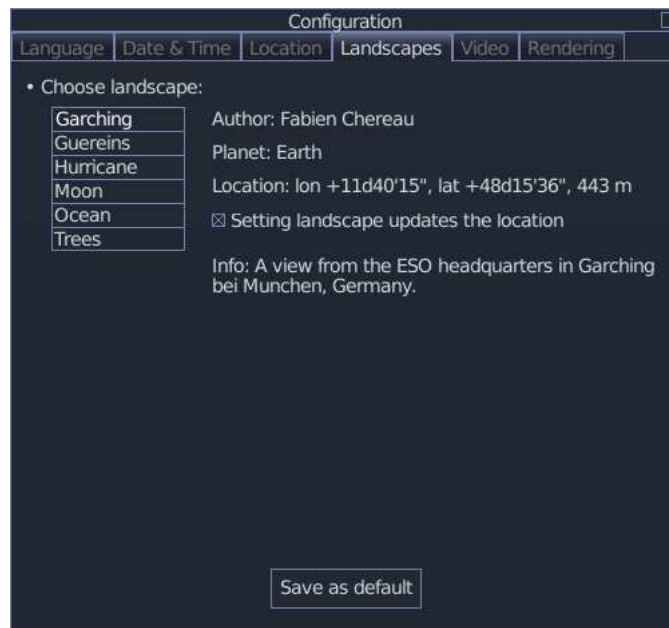 Configuration
Language Date & Time Location Landscapes Video Rendering
• Choose landscape:
Garching
Guereins
Hurricane
Moon
Ocean
Trees
Author: Fabien Chereau
Planet: Earth
Location: lon +11d40'15", lat +48d15'36", 443 m
Setting landscape updates the location
Info: A view from the ESO headquarters in Garching
bei Munchen, Germany.
Save as default